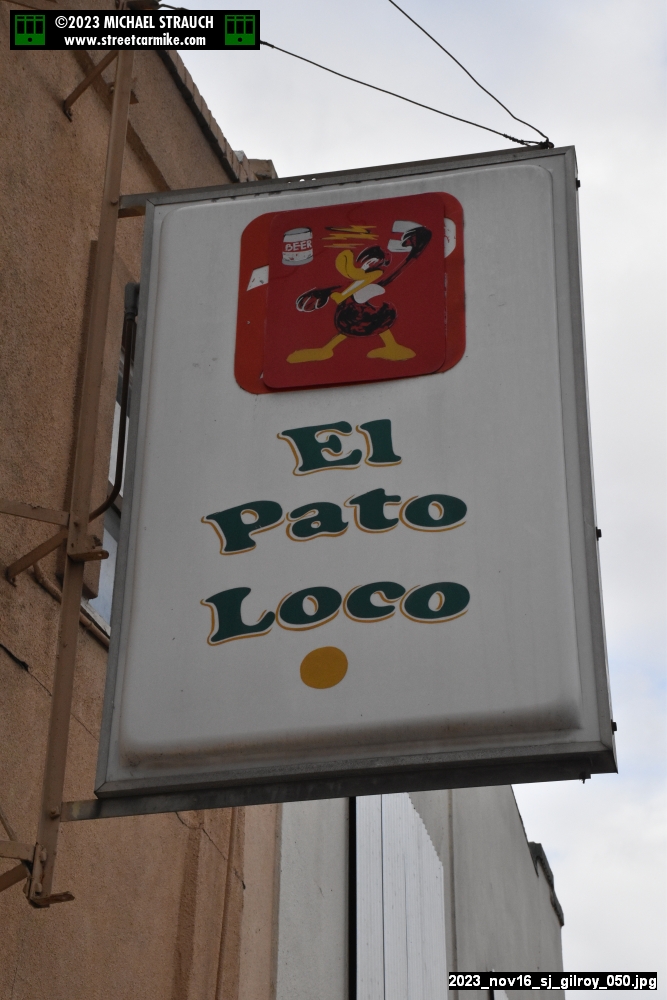 ©2023 MICHAEL STRAUCH
www.streetcarmike.com
BEER
El
Pato
Loco
2023_nov16_sj_gilroy_050.jpg